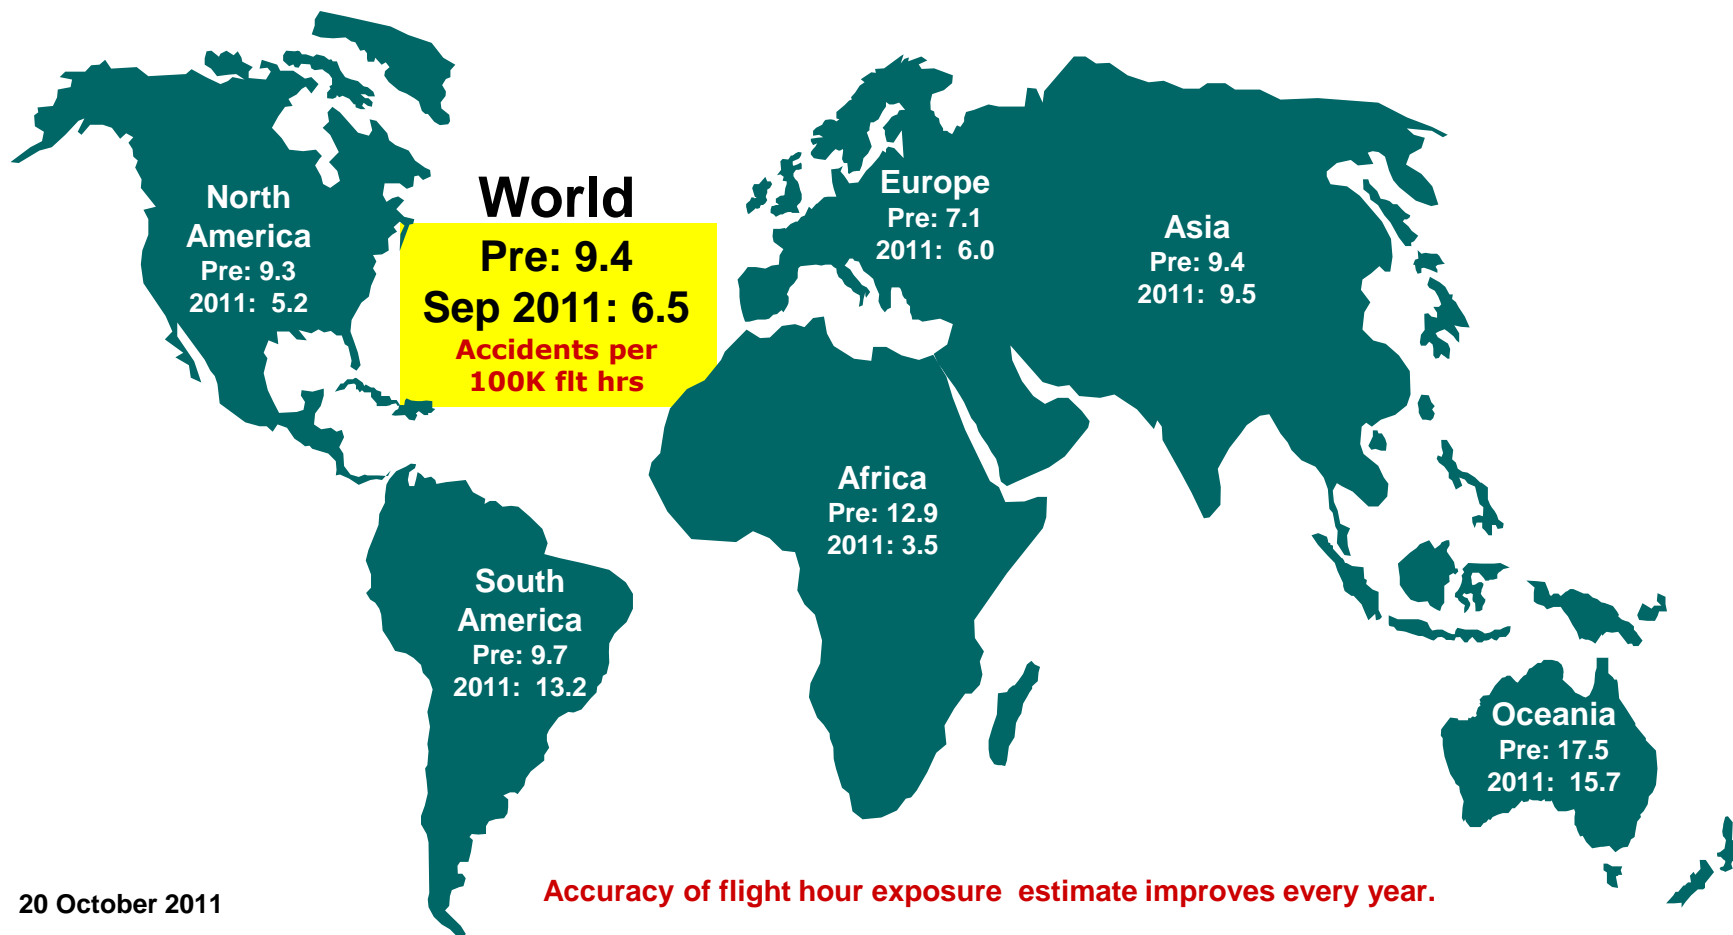 World
Pre: 9.4
Sep 2011: 6.5
Accidents per
100K flt hrs
North
America
Pre: 9.3
2011: 5.2
Europe
Pre: 7.1
2011: 6.0
Asia
Pre: 9.4
2011: 9.5
Africa
Pre: 12.9
2011: 3.5
South
America
Pre: 9.7
2011: 13.2
Oceania
Pre: 17.5
2011: 15.7
20 October 2011
Accuracy of flight hour exposure estimate improves every year.